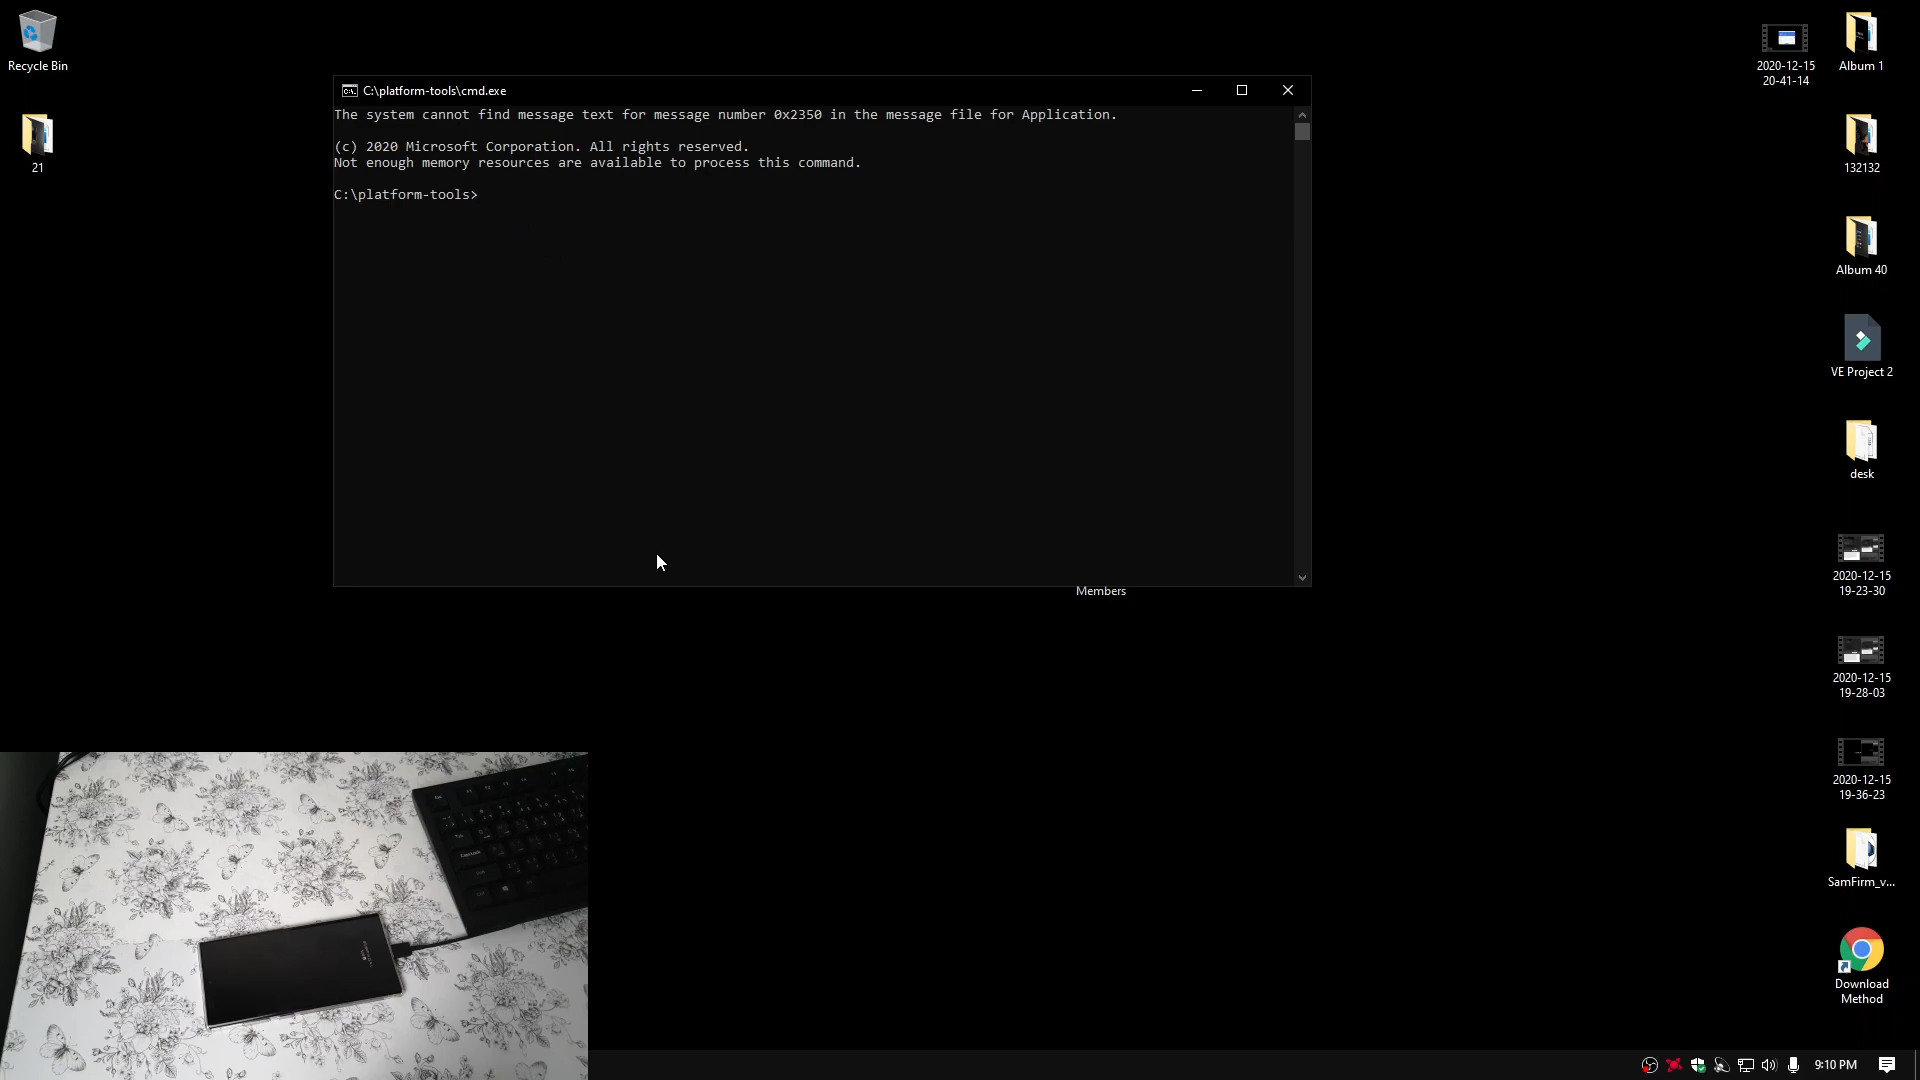 Recycle Bin
21
C:\platform-tools\cmd.exe
The system cannot find message text for message number 0x2350 in the message file for Application.
(c) 2020 Microsoft Corporation. All rights reserved.
Not enough memory resources are available to process this command.
C:\platform-tools>
Members
2020-12-15
20-41-14
Album 1
132132
Album 40
VE Project 2
desk
2020-12-15
19-23-30
2020-12-15
19-28-03
2020-12-15
19-36-23
SamFirm_v...
Download
Method
9:10 PM